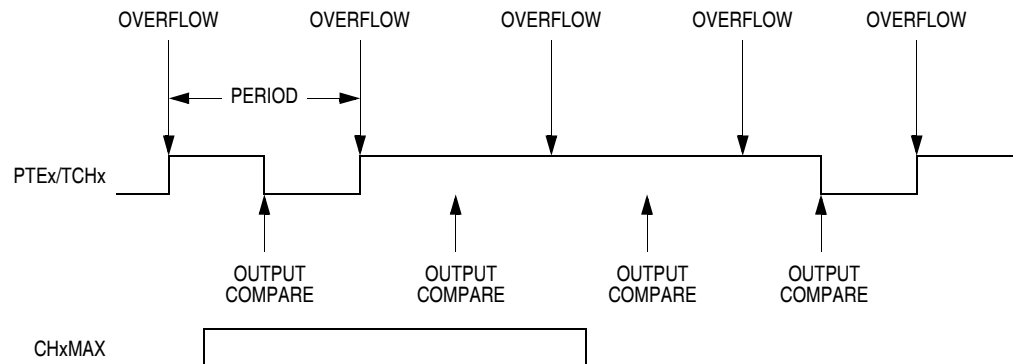 OVERFLOW OVERFLOW OVERFLOW OVERFLOW OVERFLOW
PERIOD
PTEx/TCHx
OUTPUT
COMPARE
OUTPUT
COMPARE
OUTPUT
COMPARE
OUTPUT
COMPARE
CHxMAX